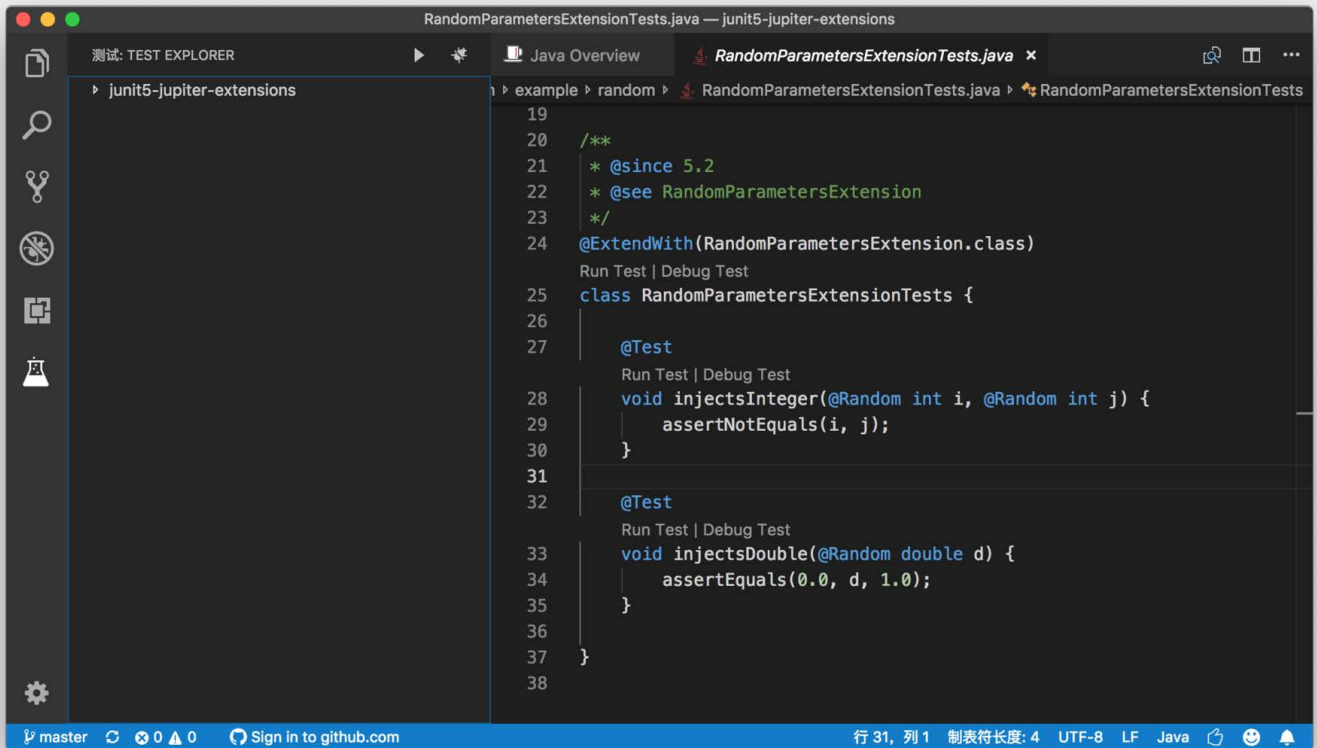 RandomParametersExtensionTests.java — junit5-jupiter-extensions
测试: TEST EXPLORER
junit5-jupiter-extensions
Java Overview
RandomParametersExtensionTests.java
example random RandomParametersExtensionTests.java RandomParametersExtensionTests
19
20 /**
21 * @since 5.2
22 * @see RandomParametersExtension
23 */
24 @ExtendWith(RandomParametersExtension.class)
Run Test | Debug Test
25 class RandomParametersExtensionTests {
26
27 @Test
Run Test | Debug Test
28 void injectsInteger(@Random int i, @Random int j) {
29 assertNotEquals(i, j);
30 }
31
32 @Test
Run Test | Debug Test
33 void injectsDouble(@Random double d) {
34 assertEquals(0.0, d, 1.0);
35 }
36
37 }
38
master 0 0 Sign in to github.com 行 31, 列 1 制表符长度: 4 UTF-8 LF Java